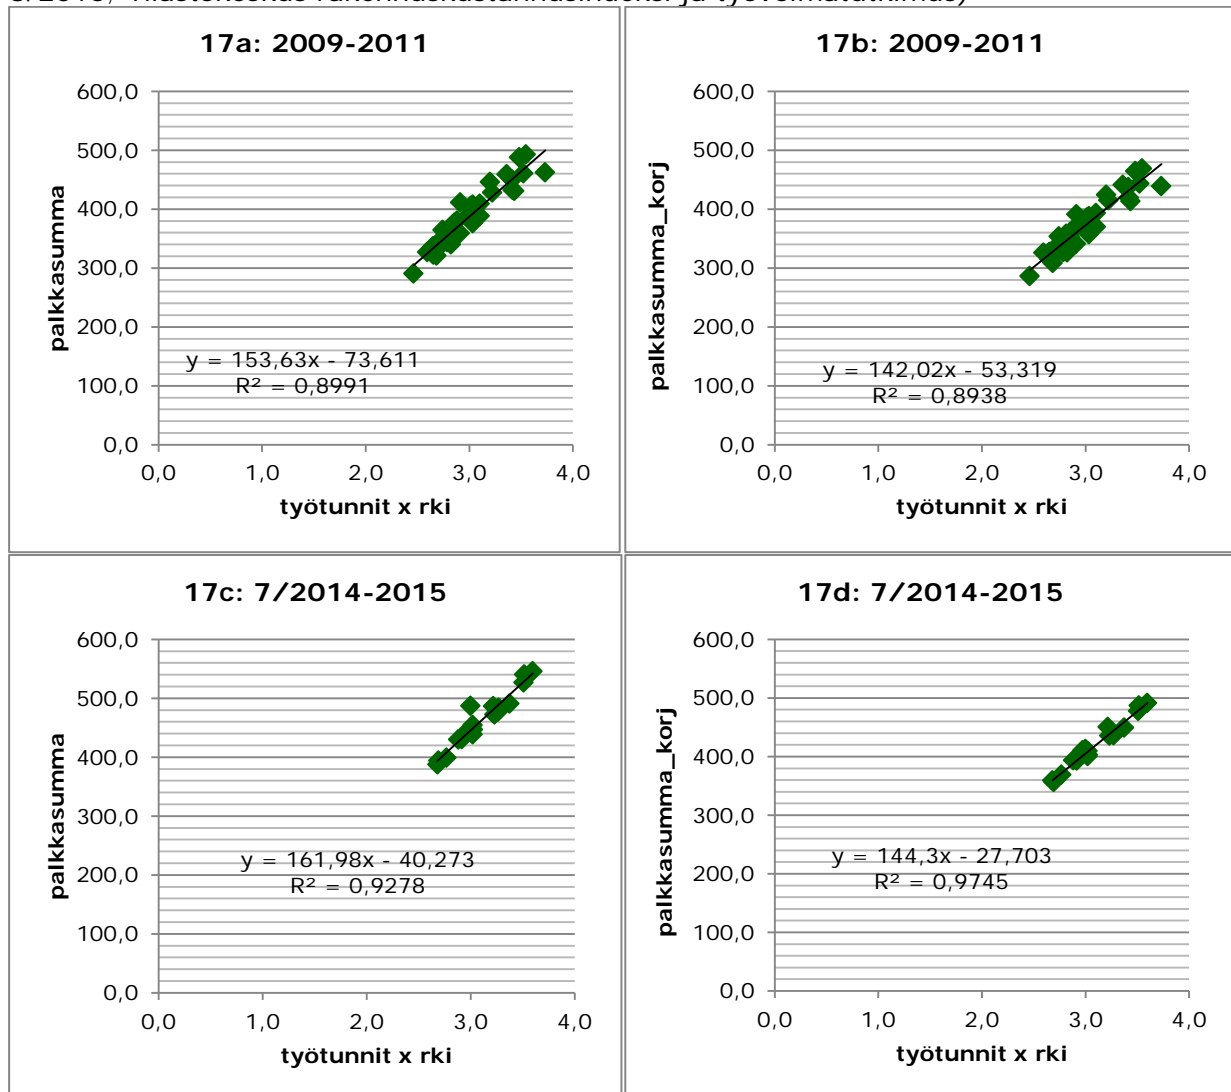 17a: 2009-2011
600,0
500,0
400,0
300,0
200,0
100,0
0,0
palkkasumma
y = 153,63x - 73,611
R² = 0,8991
0,0 1,0 2,0 3,0 4,0
työtunnit x rki
17b: 2009-2011
600,0
500,0
400,0
300,0
200,0
100,0
0,0
palkkasumma_korj
y = 142,02x - 53,319
R² = 0,8938
0,0 1,0 2,0 3,0 4,0
työtunnit x rki
17c: 7/2014-2015
600,0
500,0
400,0
300,0
200,0
100,0
0,0
palkkasumma
y = 161,98x - 40,273
R² = 0,9278
0,0 1,0 2,0 3,0 4,0
työtunnit x rki
17d: 7/2014-2015
600,0
500,0
400,0
300,0
200,0
100,0
0,0
palkkasumma_korj
y = 144,3x - 27,703
R² = 0,9745
0,0 1,0 2,0 3,0 4,0
työtunnit x rki